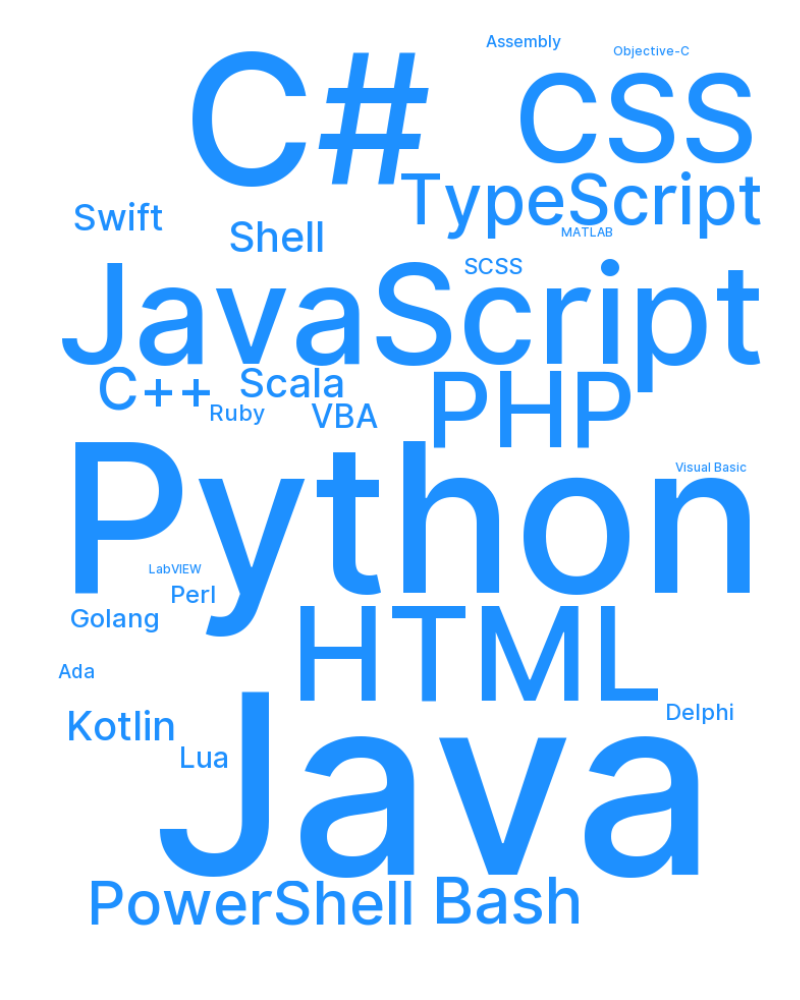 Assembly
Objective-C
C#
CSS
TypeScript
Swift
Shell
MATLAB
SCSS
JavaScript
C++
Scala
PHP
Ruby
VBA
Visual Basic
Python
LabVIEW
Perl
Golang
HTML
Ada
Delphi
Kotlin
Lua
Java
PowerShell
Bash